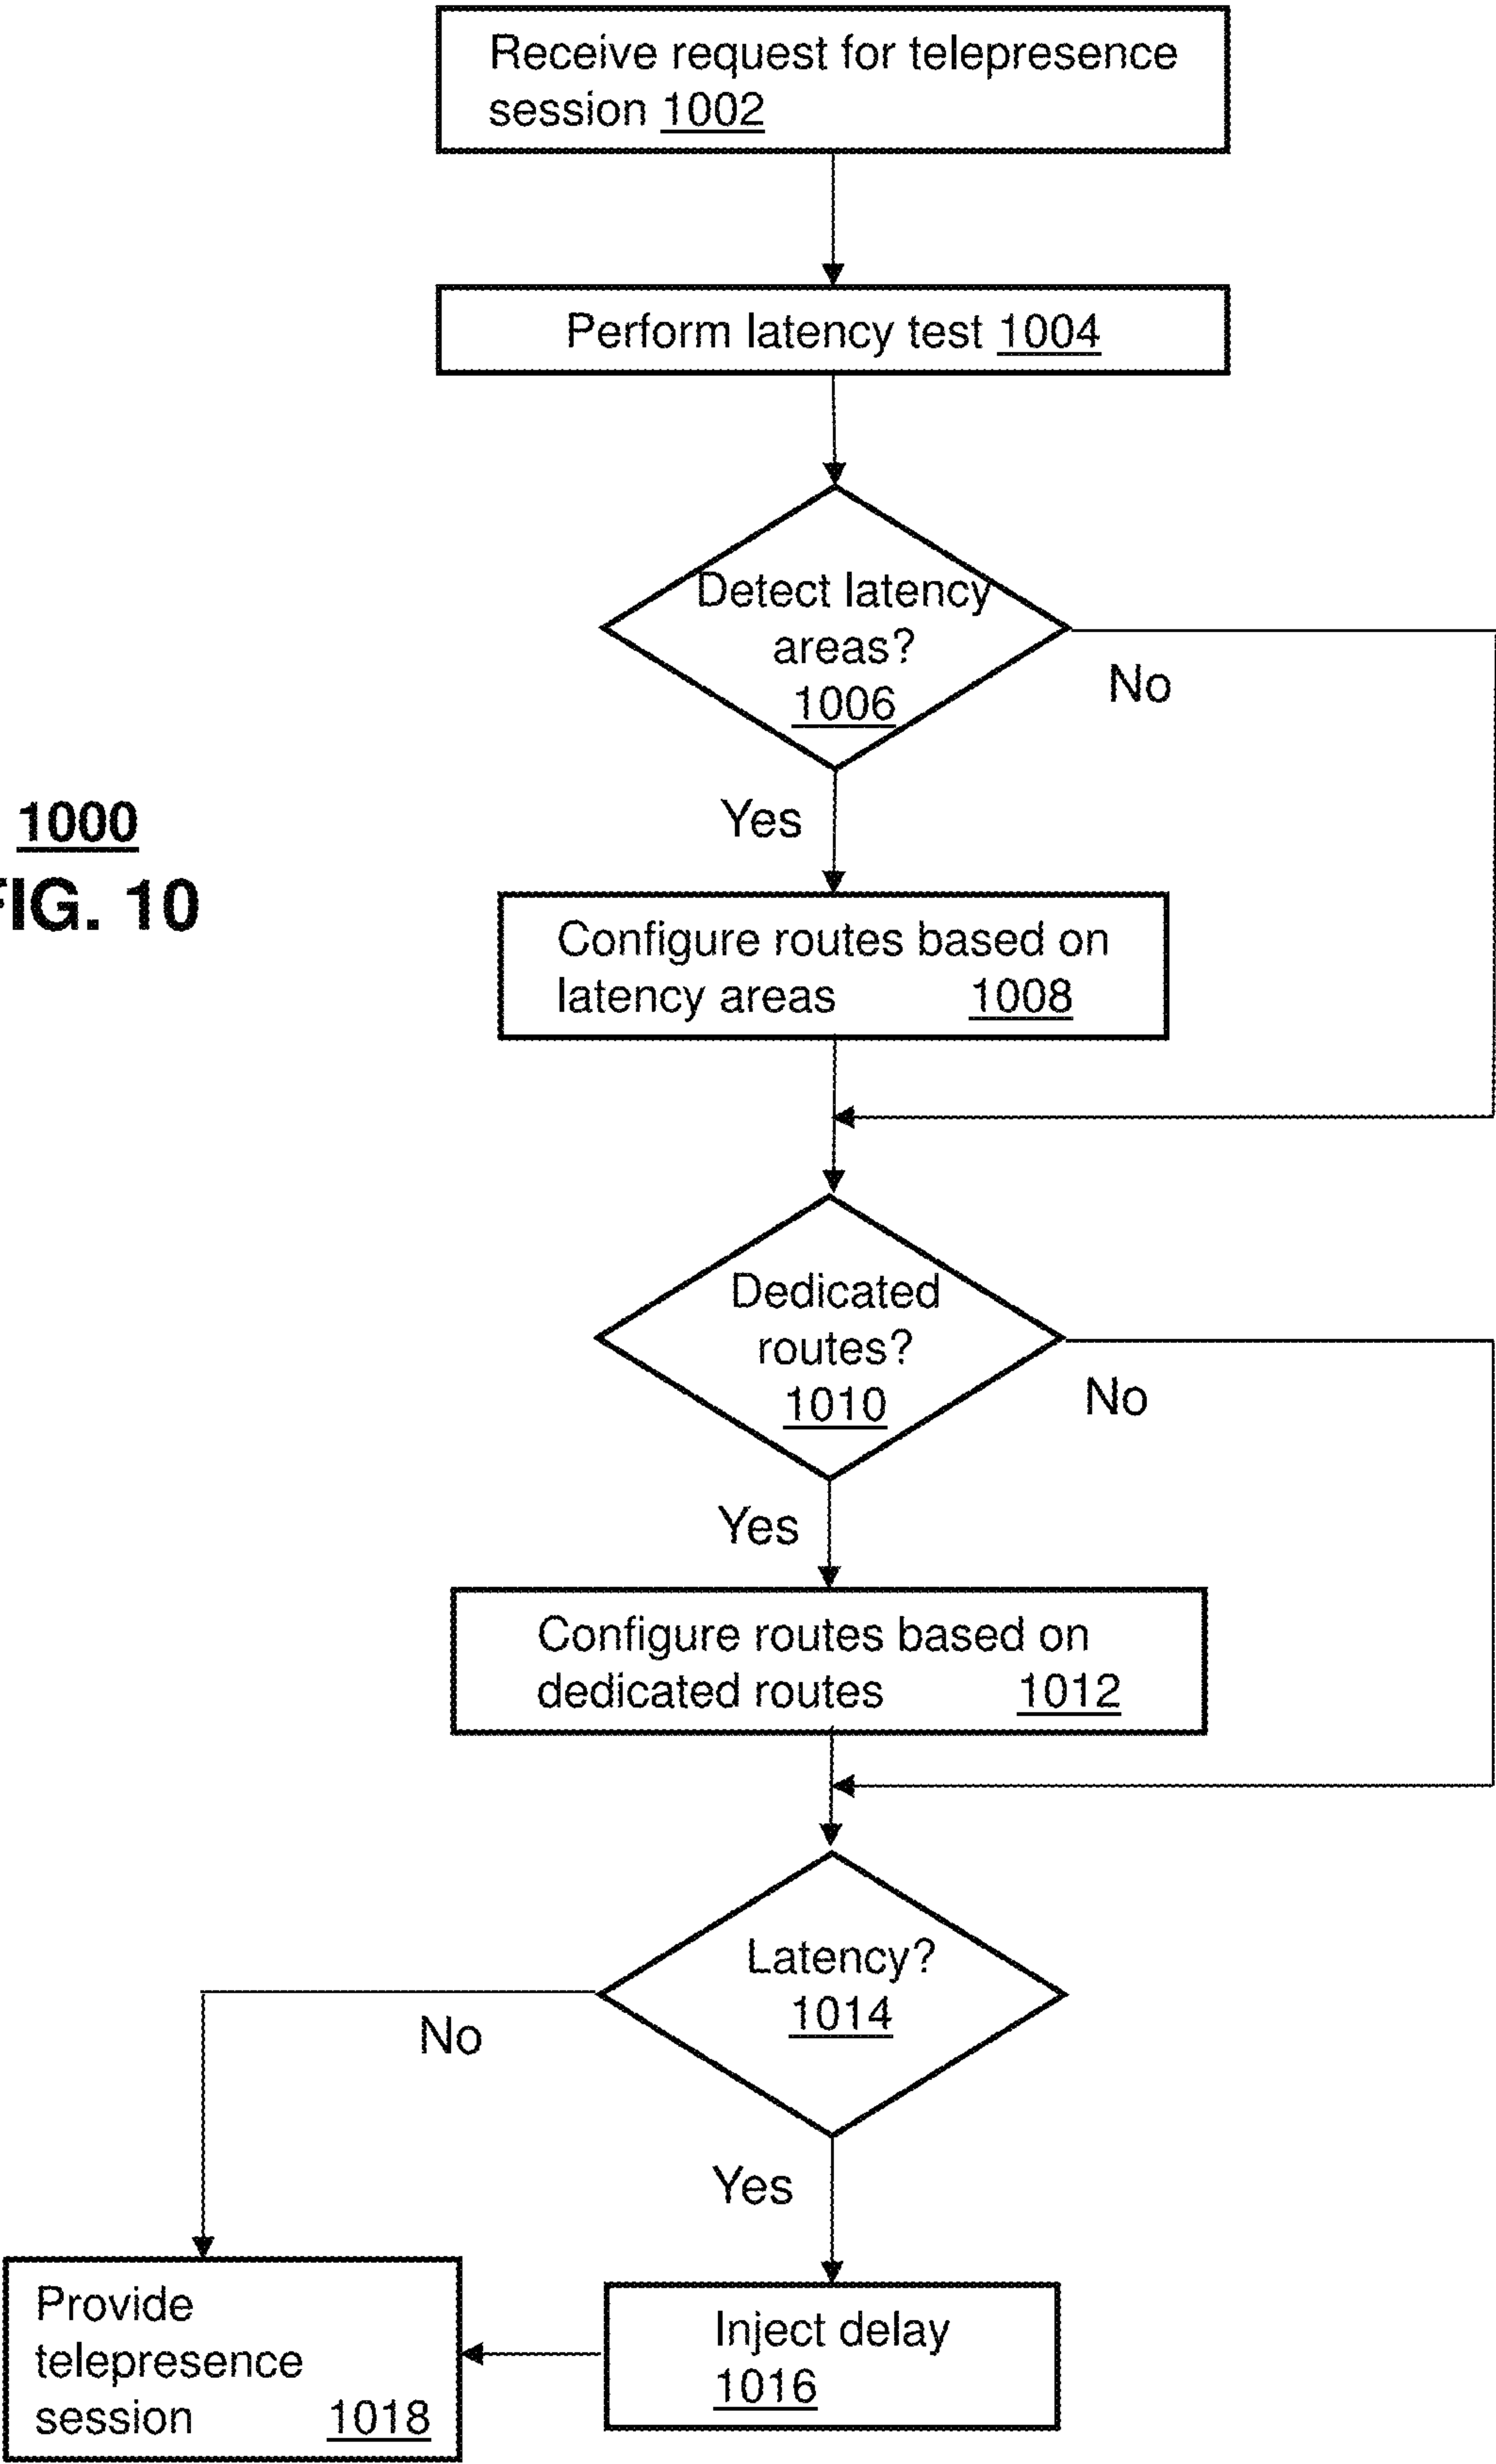 Receive request for telepresence
session 1002
Perform latency test 1004
Detect latency
areas?
1006
No
Yes
1000
FIG. 10
Configure routes based on
latency areas 1008
Dedicated
routes?
1010
No
Yes
Configure routes based on
dedicated routes 1012
Latency?
1014
No
Yes
Provide
telepresence
session 1018
Inject delay
1016